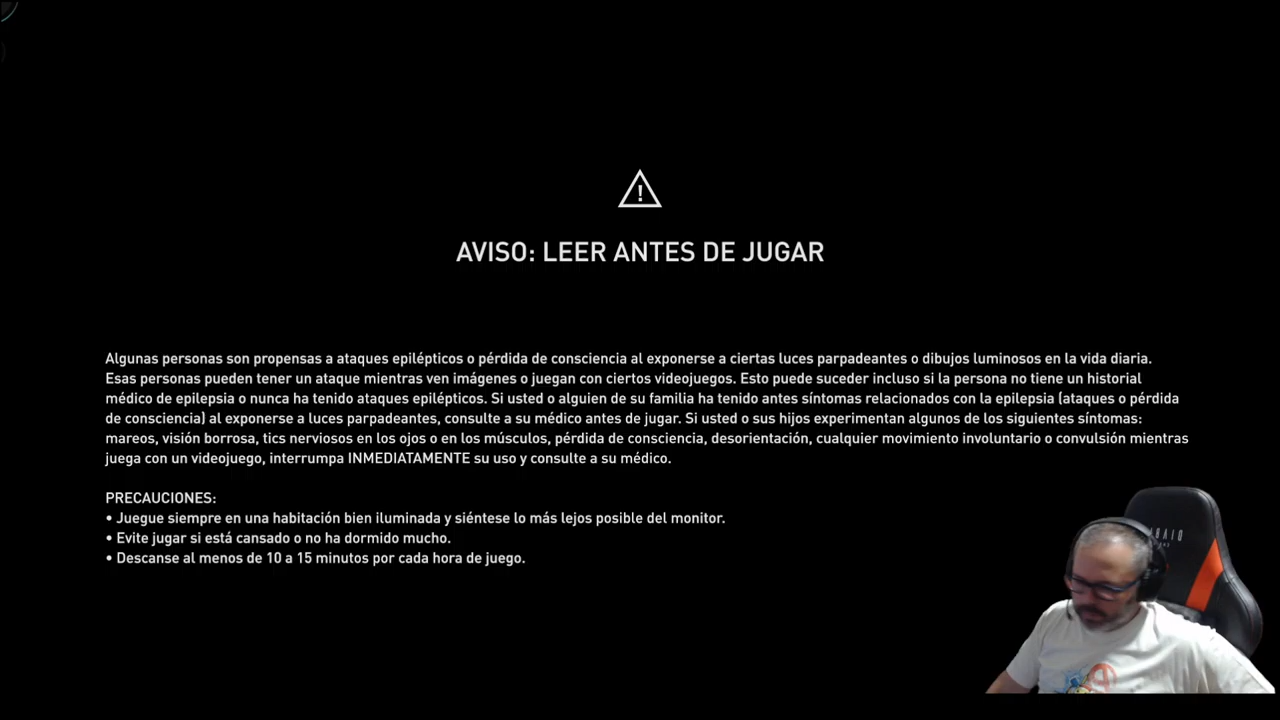 AVISO: LEER ANTES DE JUGAR
Algunas personas son propensas a ataques epilépticos o pérdida de consciencia al exponerse a ciertas luces parpadeantes o dibujos luminosos en la vida diaria.
Esas personas pueden tener un ataque mientras ven imágenes o juegan con ciertos videojuegos. Esto puede suceder incluso si la persona no tiene un historial
médico de epilepsia o nunca ha tenido ataques epilépticos. Si usted o alguien de su familia ha tenido antes síntomas relacionados con la epilepsia (ataques o pérdida
de consciencia) al exponerse a luces parpadeantes, consulte a su médico antes de jugar. Si usted o sus hijos experimentan algunos de los siguientes síntomas:
mareos, visión borrosa, tics nerviosos en los ojos o en los músculos, pérdida de consciencia, desorientación, cualquier movimiento involuntario o convulsión mientras
juega con un videojuego, interrumpa INMEDIATAMENTE su uso y consulte a su médico.
PRECAUCIONES:
• Juegue siempre en una habitación bien iluminada y siéntese lo más lejos posible del monitor.
• Evite jugar si está cansado o no ha dormido mucho.
• Descanse al menos de 10 a 15 minutos por cada hora de juego.